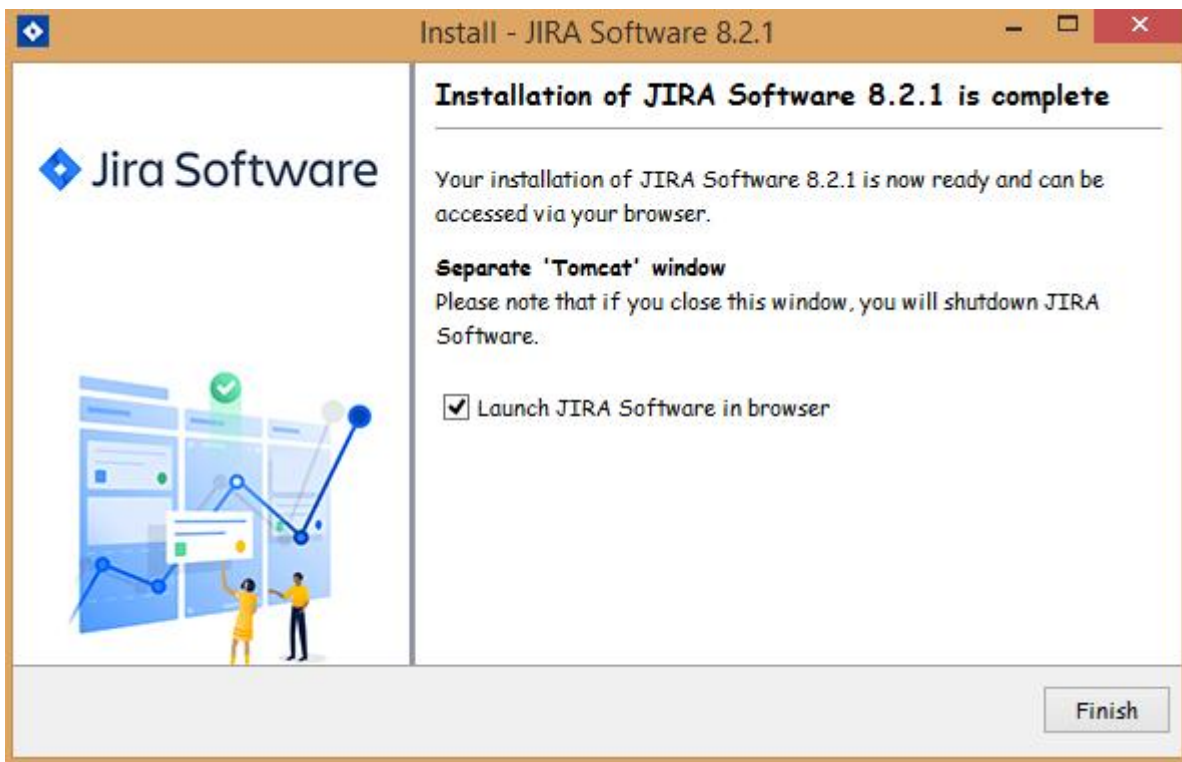 Install - JIRA Software 8.2.1
Jira Software
Installation of JIRA Software 8.2.1 is complete
Your installation of JIRA Software 8.2.1 is now ready and can be
accessed via your browser.
Separate 'Tomcat' window
Please note that if you close this window, you will shutdown JIRA
Software.
Launch JIRA Software in browser
Finish